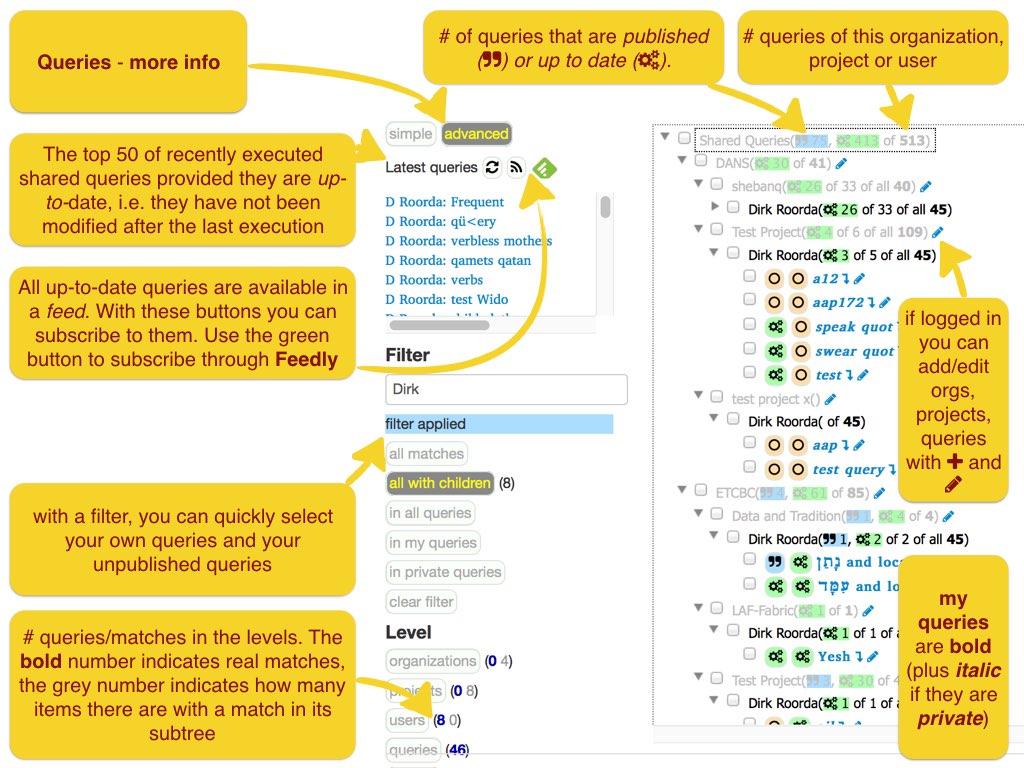 Queries - more info
# of queries that are published
() or up to date ().
# queries of this organization,
project or user
The top 50 of recently executed
shared queries provided they are up-
to-date, i.e. they have not been
modified after the last execution
All up-to-date queries are available in
a feed. With these buttons you can
subscribe to them. Use the green
button to subscribe through Feedly
with a filter, you can quickly select
your own queries and your
unpublished queries
# queries/matches in the levels. The
bold number indicates real matches,
the grey number indicates how many
items there are with a match in its
subtree
simple advanced
Latest queries
D Roorda: Frequent
D Roorda: qü<ery
D Roorda: verbless mothers
D Roorda: qamets qatan
D Roorda: verbs
D Roorda: test Wido
Filter
Dirk
filter applied
all matches
all with children (8)
in all queries
in my queries
in private queries
clear filter
Level
organizations (0 4)
projects (0 8)
users (8 0)
queries (46)
Shared Queries( 75, 413 of 513)
DANS( 30 of 41)
shebanq( 26 of 33 of all 40)
Dirk Roorda( 26 of 33 of all 45)
Test Project( 4 of 6 of all 109)
Dirk Roorda( 3 of 5 of all 45)
a12
aap172
speak quot
swear quot
test
test project x()
Dirk Roorda( of 45)
aap
test query
ETCBC( 4, 61 of 85)
Data and Tradition( 1, 4 of 4)
Dirk Roorda( 1, 2 of 2 of all 45)
נָתַן and loc
עִמָּד and lo
LAF-Fabric( 1 of 1)
Dirk Roorda( 1 of 1 of a
Yesh
Test Project( 3, 30 of 4
Dirk Roorda( 1 of 1 of a
if logged in
you can
add/edit
orgs,
projects,
queries
with and
my
queries
are bold
(plus italic
if they are
private)